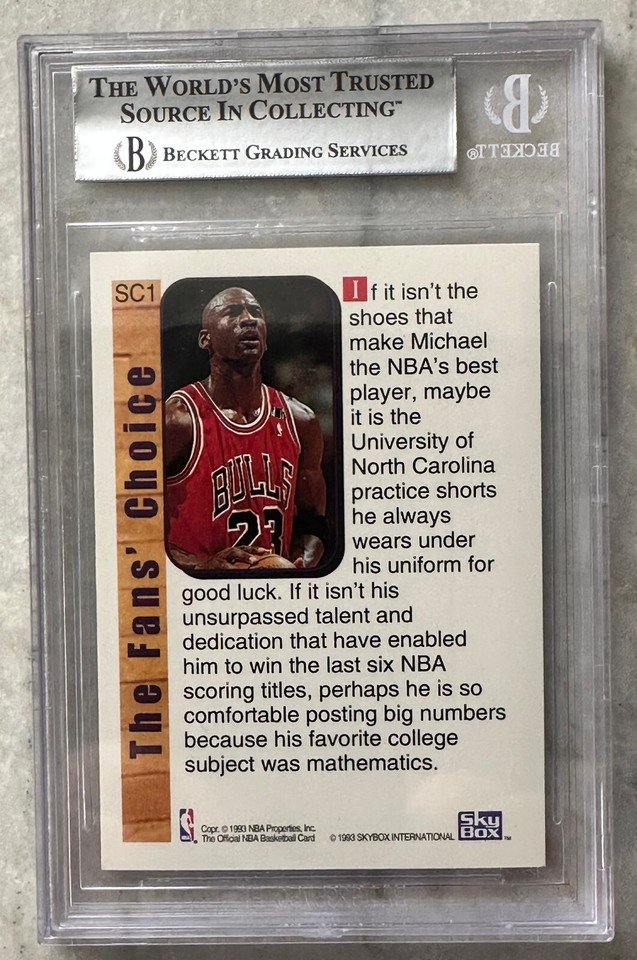 THE WORLD'S MOST TRUSTED
SOURCE IN COLLECTING™
B BECKETT GRADING SERVICES
B
BECKETT®
SC1
The Fans' Choice
BULLS
23
If it isn't the
shoes that
make Michael
the NBA's best
player, maybe
it is the
University of
North Carolina
practice shorts
he always
wears under
his uniform for
good luck. If it isn't his
unsurpassed talent and
dedication that have enabled
him to win the last six NBA
scoring titles, perhaps he is so
comfortable posting big numbers
because his favorite college
subject was mathematics.
NBA
Copr. © 1993 NBA Properties, Inc.
The Official NBA Basketball Card
© 1993 SKYBOX INTERNATIONAL
Sky
Box™